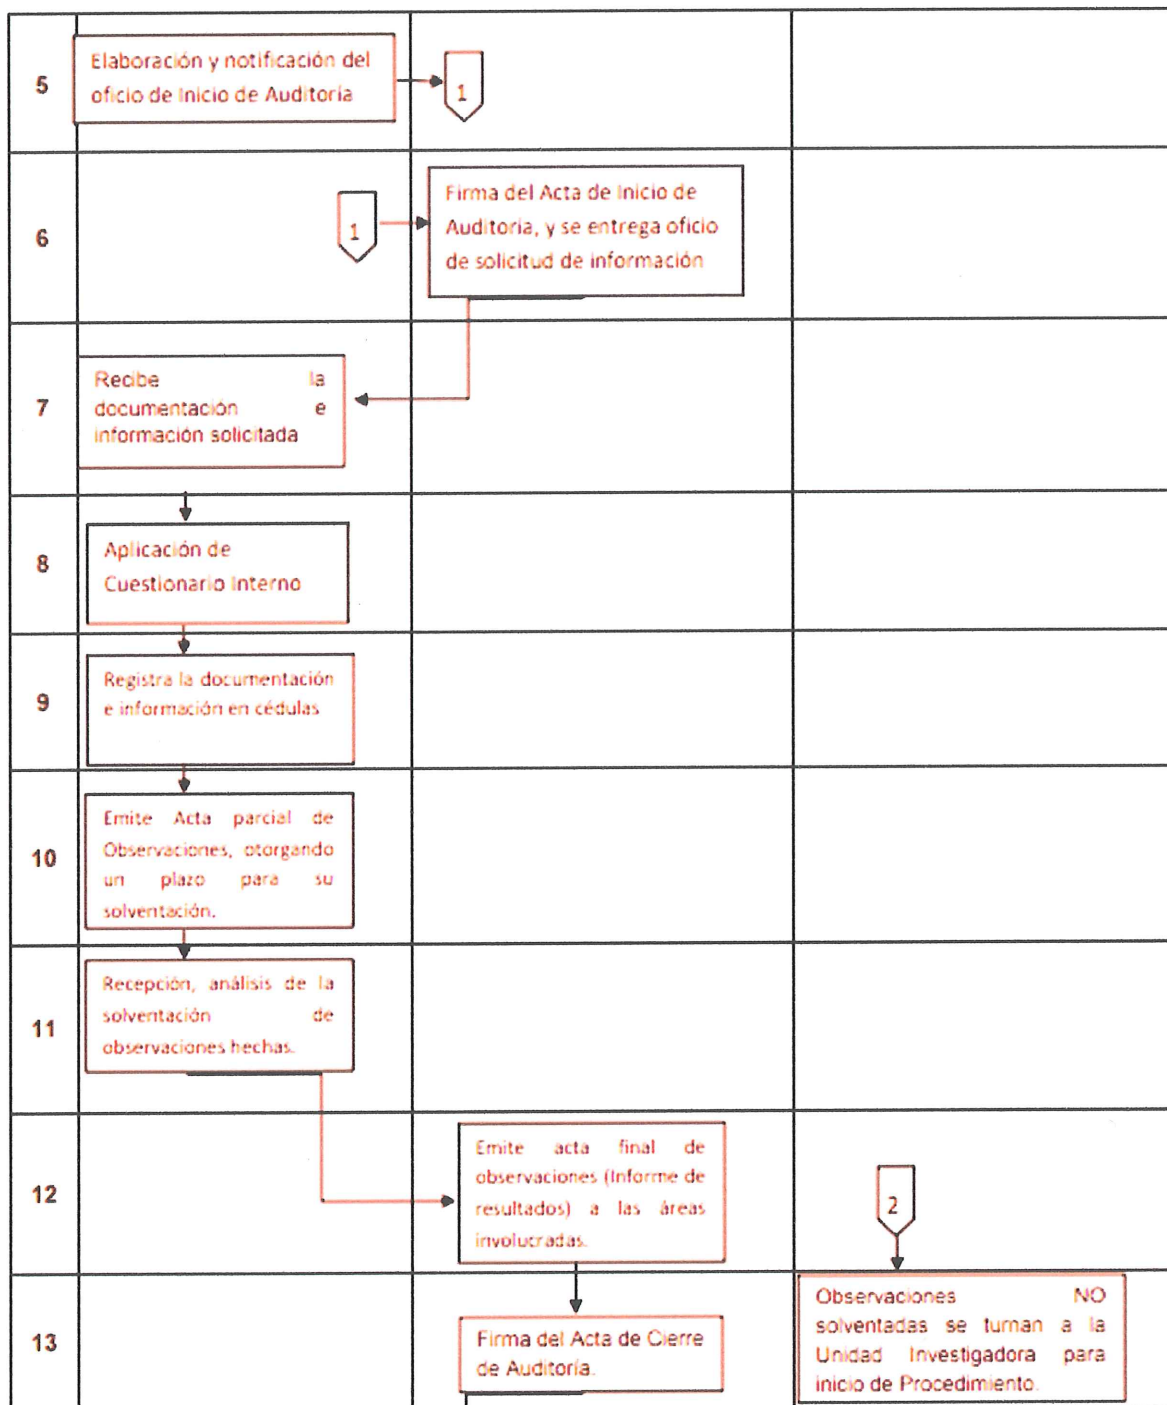 5
Elaboración y notificación del
oficio de Inicio de Auditoria
1
6
1
Firma del Acta de Inicio de
Auditoria, y se entrega oficio
de solicitud de información
7
Recibe la
documentación e
información solicitada
8
Aplicación de
Cuestionario Interno
9
Registra la documentación
e información en cédulas
10
Emite Acta parcial de
Observaciones, otorgando
un plazo para su
solventación.
11
Recepción, análisis de la
solventación de
observaciones hechas.
12
Emite acta final de
observaciones (Informe de
resultados) a las áreas
involucradas.
2
13
Firma del Acta de Cierre
de Auditoría.
Observaciones NO
solventadas se turnan a la
Unidad Investigadora para
inicio de Procedimiento.